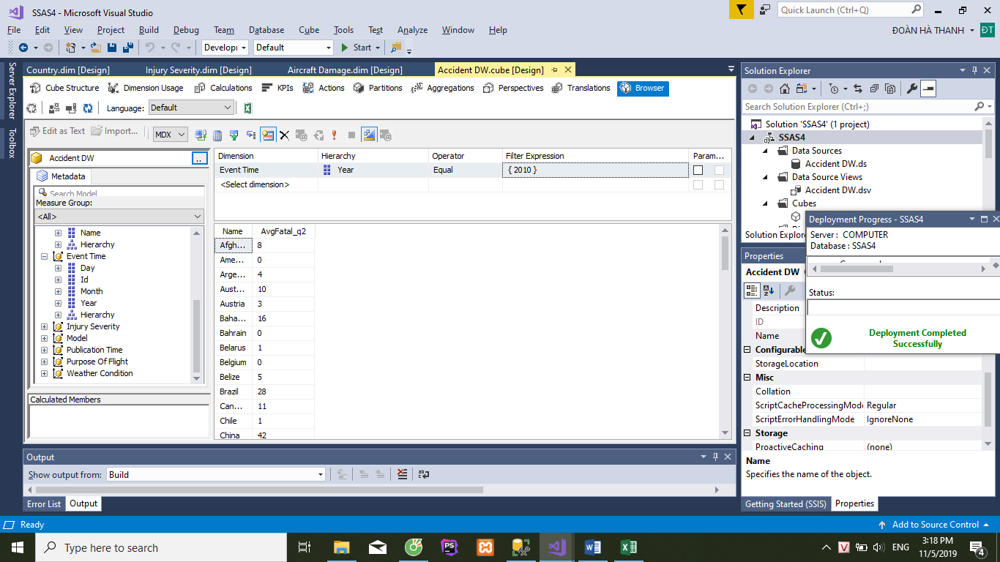 SSAS4 - Microsoft Visual Studio
Quick Launch (Ctrl+Q)
File Edit View Project Build Debug Team Database Cube Tools Test Analyze Window Help
ĐOÀN HÀ THANH ĐT
Default Start
Server Explorer
Toolbox
Country.dim [Design] Injury Severity.dim [Design] Aircraft Damage.dim [Design] Accident DW.cube [Design]
Cube Structure Dimension Usage Calculations KPIs Actions Partitions Aggregations Perspectives Translations Browser
Language: Default
Edit as Text Import... MDX
Accident DW ..
Metadata
Search Model
Measure Group:
<All>
Name
Hierarchy
Event Time
Day
Id
Month
Year
Hierarchy
Injury Severity
Model
Publication Time
Purpose Of Flight
Weather Condition
Calculated Members
Dimension Hierarchy Operator Filter Expression Param...
Event Time Year Equal { 2010 }
<Select dimension>
Name AvgFatal_q2
Afgh... 8
Ame... 0
Arge... 4
Aust... 10
Austria 3
Baha... 16
Bahrain 0
Belarus 1
Belgium 0
Belize 5
Brazil 28
Can... 11
Chile 1
China 42
Output
Show output from: Build
Error List Output
Solution Explorer
Search Solution Explorer (Ctrl+;)
Solution 'SSAS4' (1 project)
SSAS4
Data Sources
Accident DW.ds
Data Source Views
Accident DW.dsv
Cubes
Deployment Progress - SSAS4
Server : COMPUTER
Database : SSAS4
Status:
Deployment Completed
Successfully
Properties
Accident DW
Description
ID
Name
Configurable
StorageLocation
Misc
Collation
ScriptErrorHandlingMode IgnoreNone
Regular
Storage
ProactiveCaching (none)
Name
Specifies the name of the object.
Getting Started (SSIS) Properties
Ready Add to Source Control
Type here to search
PS
V ENG
3:18 PM
11/5/2019
4